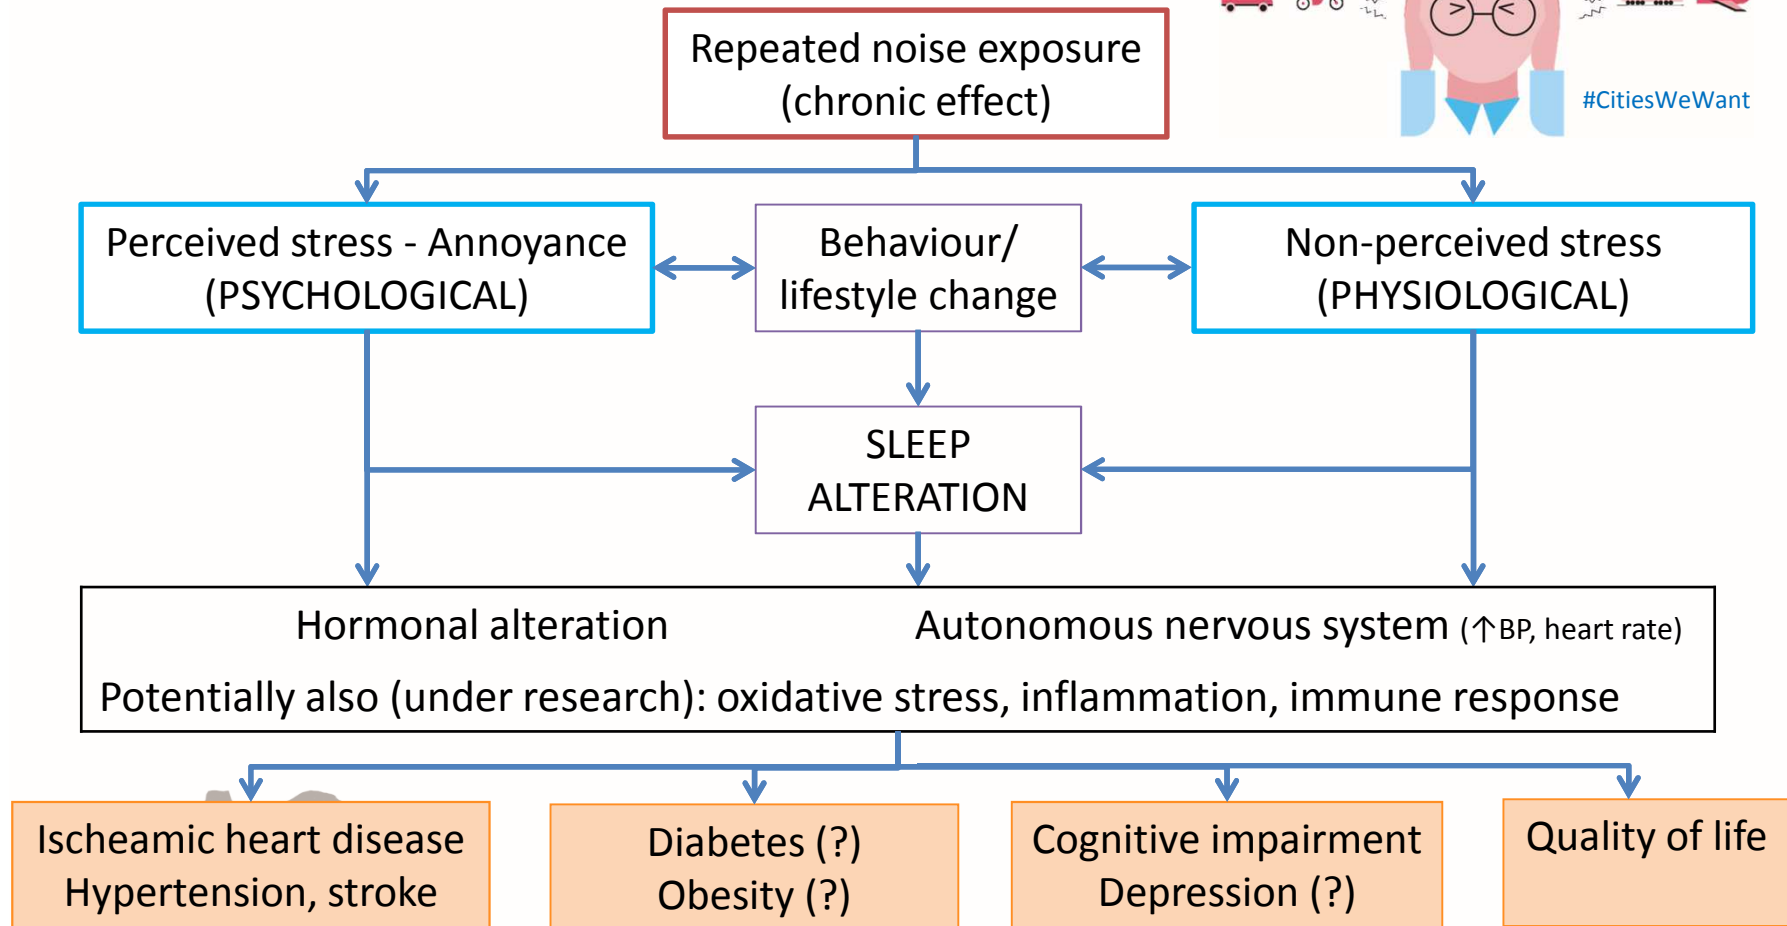 Repeated noise exposure
(chronic effect)
#CitiesWeWant
Perceived stress - Annoyance
(PSYCHOLOGICAL)
Behaviour/
lifestyle change
Non-perceived stress
(PHYSIOLOGICAL)
SLEEP
ALTERATION
Hormonal alteration
Autonomous nervous system (↑BP, heart rate)
Potentially also (under research): oxidative stress, inflammation, immune response
Ischeamic heart disease
Hypertension, stroke
Diabetes (?)
Obesity (?)
Cognitive impairment
Depression (?)
Quality of life